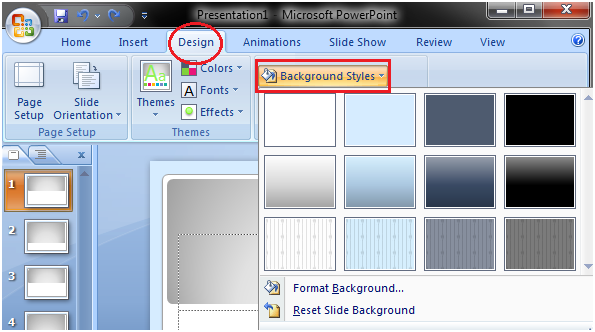 Presentation1 - Microsoft PowerPoint
Home Insert Design Animations Slide Show Review View
Page Setup
Slide Orientation
Themes
Colors
Fonts
Effects
Background Styles
Page Setup Themes
1
2
3
4
Format Background...
Reset Slide Background